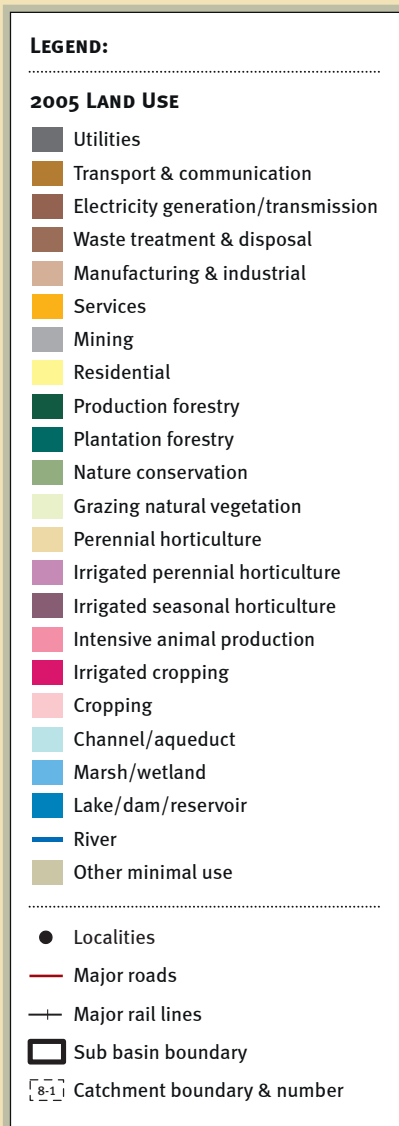 LEGEND:
2005 LAND USE
Utilities
Transport & communication
Electricity generation/transmission
Waste treatment & disposal
Manufacturing & industrial
Services
Mining
Residential
Production forestry
Plantation forestry
Nature conservation
Grazing natural vegetation
Perennial horticulture
Irrigated perennial horticulture
Irrigated seasonal horticulture
Intensive animal production
Irrigated cropping
Cropping
Channel/aqueduct
Marsh/wetland
Lake/dam/reservoir
River
Other minimal use
Localities
Major roads
Major rail lines
Sub basin boundary
8-1 Catchment boundary & number